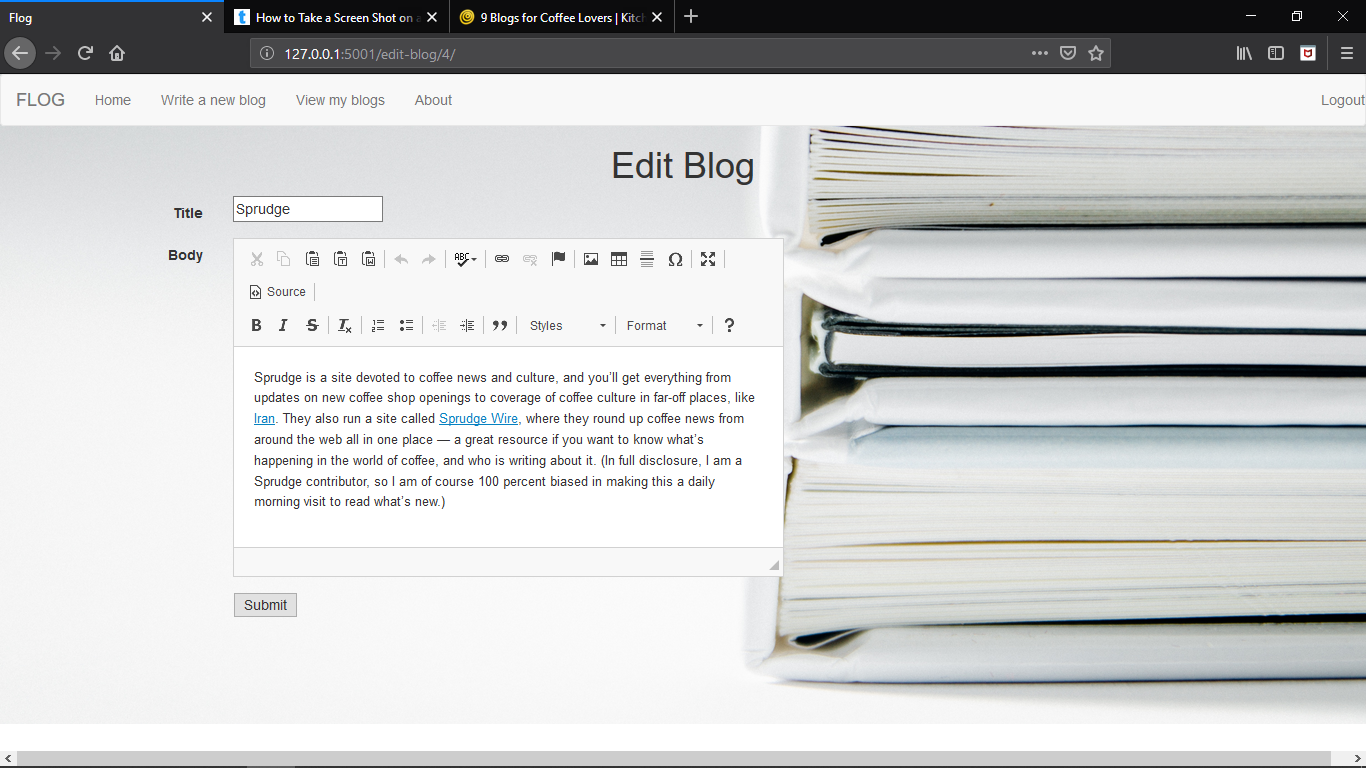 Flog
How to Take a Screen Shot on a
9 Blogs for Coffee Lovers | Kitch
127.0.0.1:5001/edit-blog/4/
FLOG Home Write a new blog View my blogs About Logout
Edit Blog
Title Sprudge
Body
ABC
Source
B I S Styles Format ?
Sprudge is a site devoted to coffee news and culture, and you’ll get everything from
updates on new coffee shop openings to coverage of coffee culture in far-off places, like
Iran. They also run a site called Sprudge Wire, where they round up coffee news from
around the web all in one place — a great resource if you want to know what’s
happening in the world of coffee, and who is writing about it. (In full disclosure, I am a
Sprudge contributor, so I am of course 100 percent biased in making this a daily
morning visit to read what’s new.)
Submit